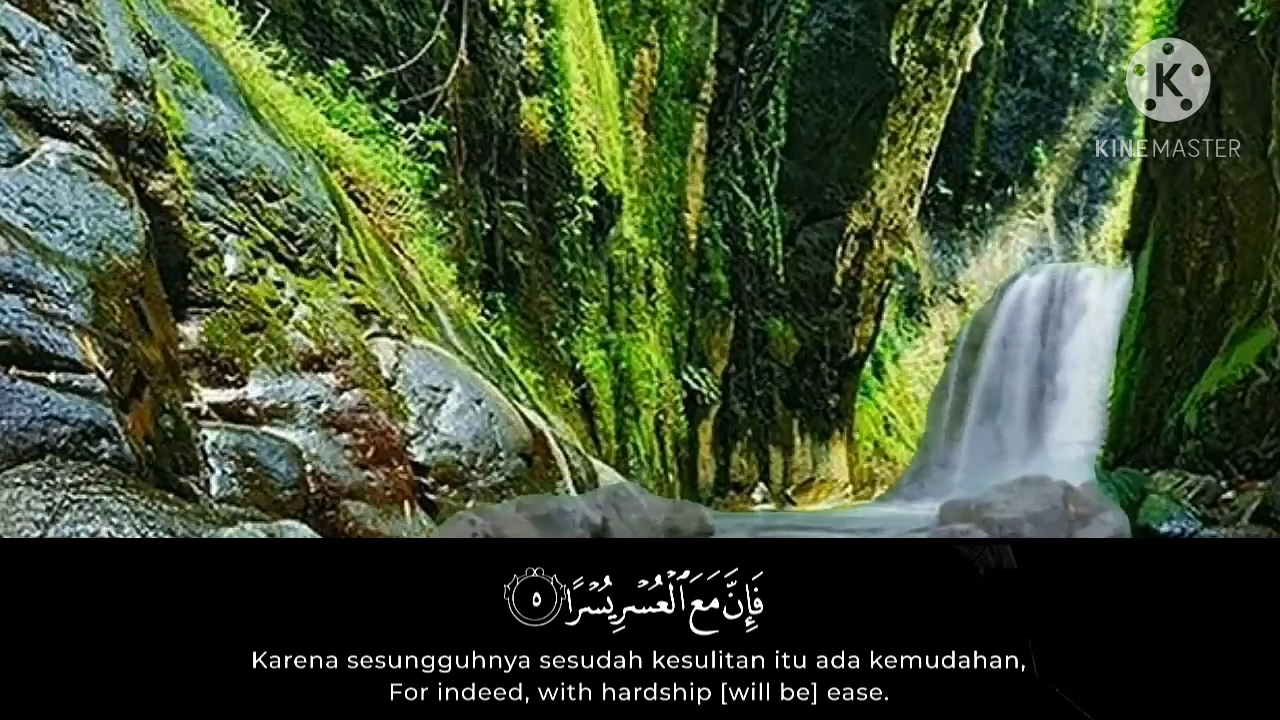 KINEMASTER
فَإِنَّ مَعَ ٱلْعُسْرِ يُسْرًا ٥
Karena sesungguhnya sesudah kesulitan itu ada kemudahan,
For indeed, with hardship [will be] ease.